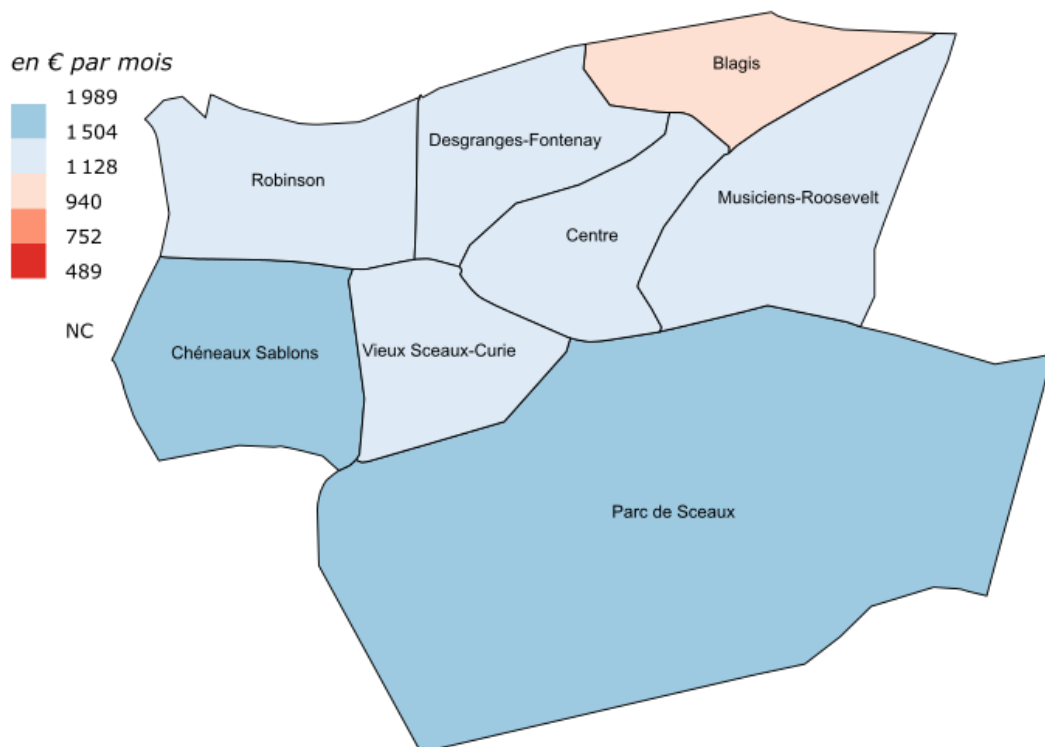 en € par mois
1 989
1 504
1 128
940
752
489
NC
Blagis
Desgranges-Fontenay
Robinson
Musiciens-Roosevelt
Centre
Chéneaux Sablons
Vieux Sceaux-Curie
Parc de Sceaux